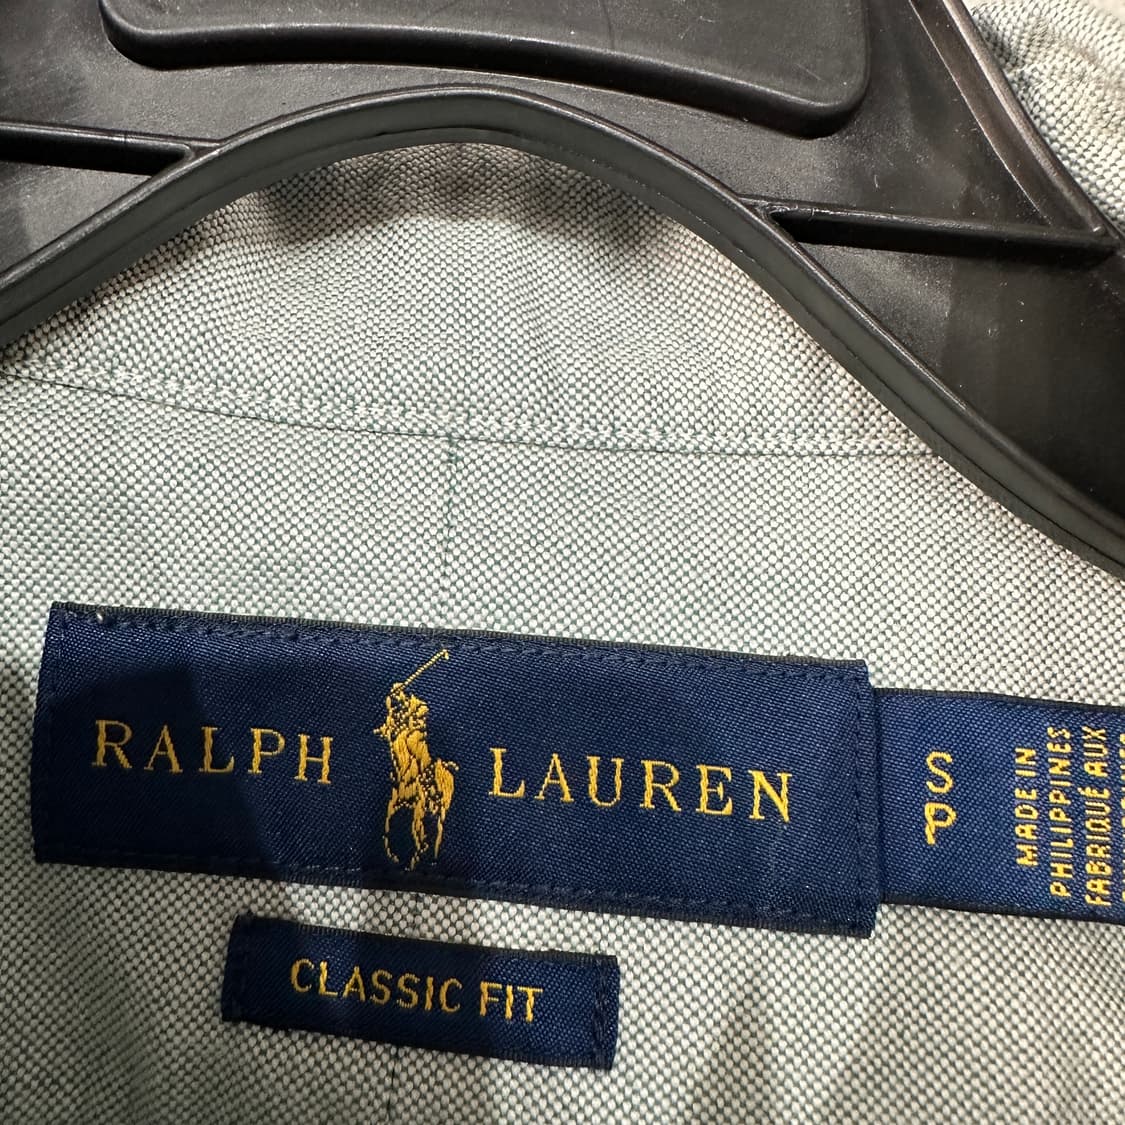 RALPH LAUREN
S
P
MADE IN
PHILIPPINES
FABRIQUÉ AUX
CLASSIC FIT